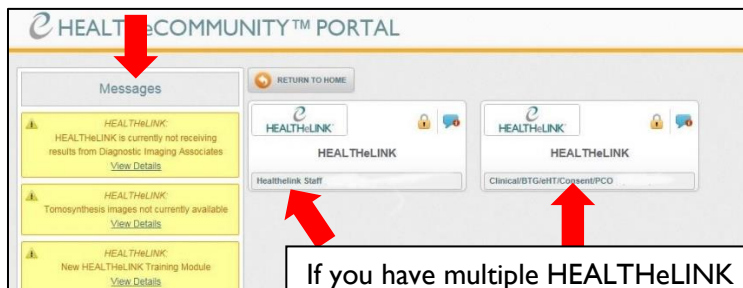 HEALTHeCOMMUNITY™ PORTAL
Messages
HEALTHeLINK:
HEALTHeLINK is currently not receiving
results from Diagnostic Imaging Associates
View Details
HEALTHeLINK:
Tomosynthesis images not currently available
View Details
HEALTHeLINK:
New HEALTHeLINK Training Module
View Details
RETURN TO HOME
HEALTHeLINK
HEALTHeLINK
Healthelink Staff
HEALTHeLINK
HEALTHeLINK
Clinical/BTG/eHT/Consent/PCO
If you have multiple HEALTHeLINK